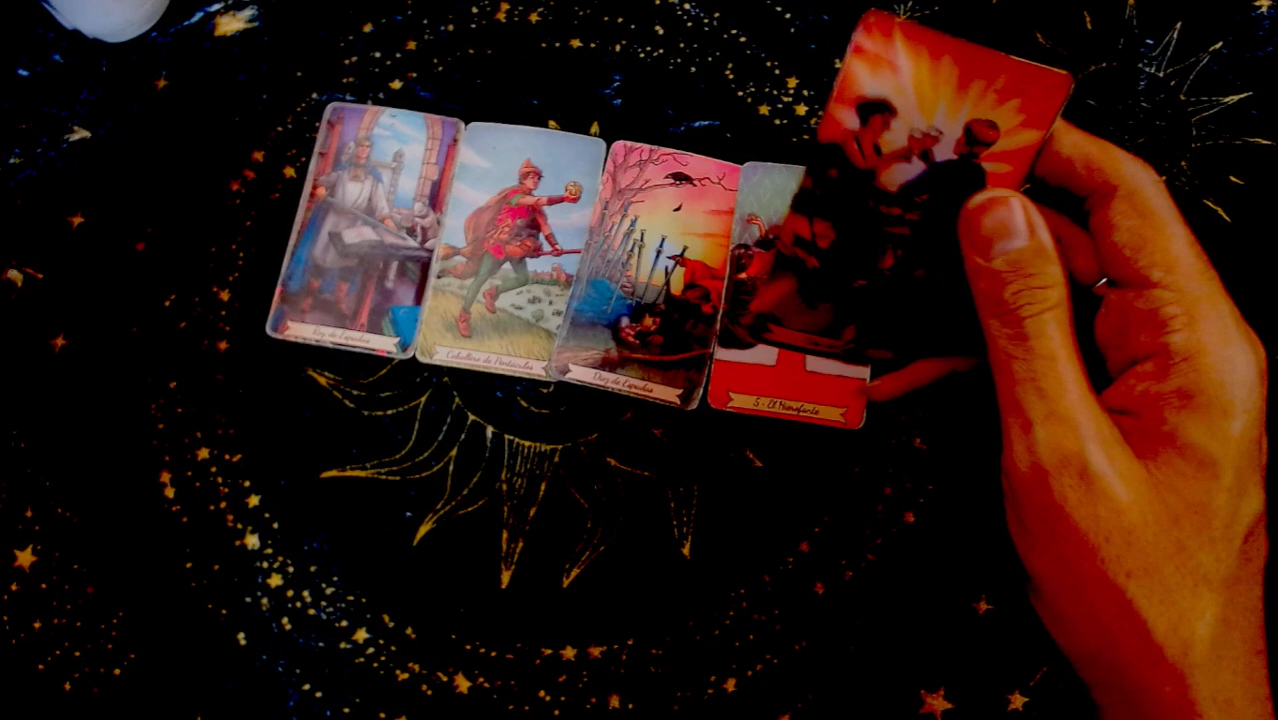 Rey de Espadas
Caballero de Pentáculos
Diez de Espadas
5 - El Hierofante